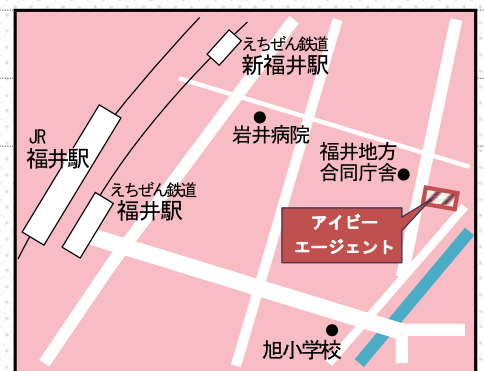 えちぜん鉄道
新福井駅
岩井病院
JR
福井駅
福井地方
合同庁舎
えちぜん鉄道
福井駅
アイビー
エージェント
旭小学校